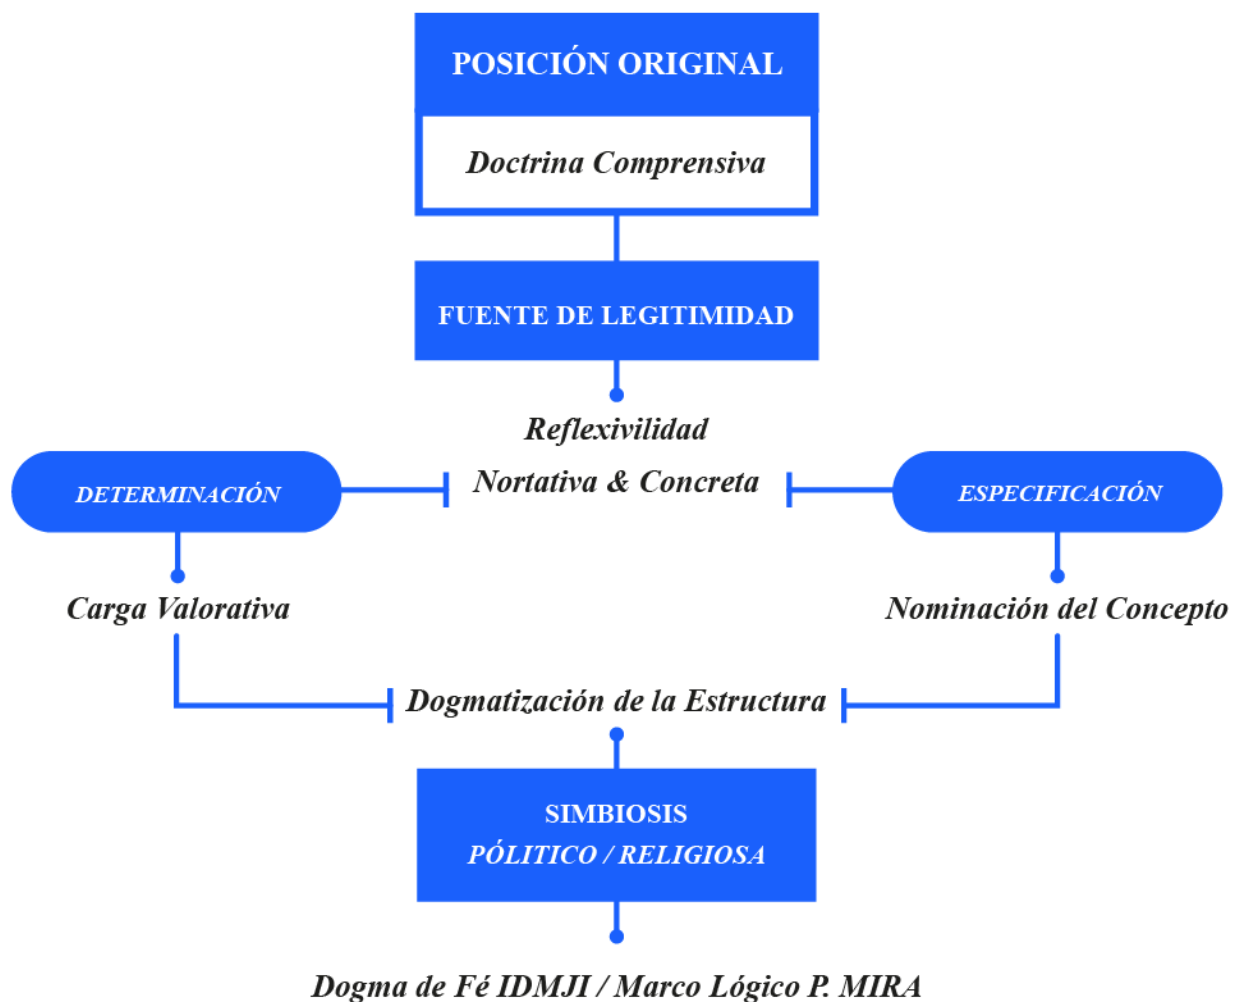 POSICIÓN ORIGINAL
Doctrina Comprensiva
FUENTE DE LEGITIMIDAD
Reflexivilidad
Nortativa & Concreta
DETERMINACIÓN
ESPECIFICACIÓN
Carga Valorativa
Nominación del Concepto
Dogmatización de la Estructura
SIMBIOSIS
PÓLITICO / RELIGIOSA
Dogma de Fé IDMJI / Marco Lógico P. MIRA